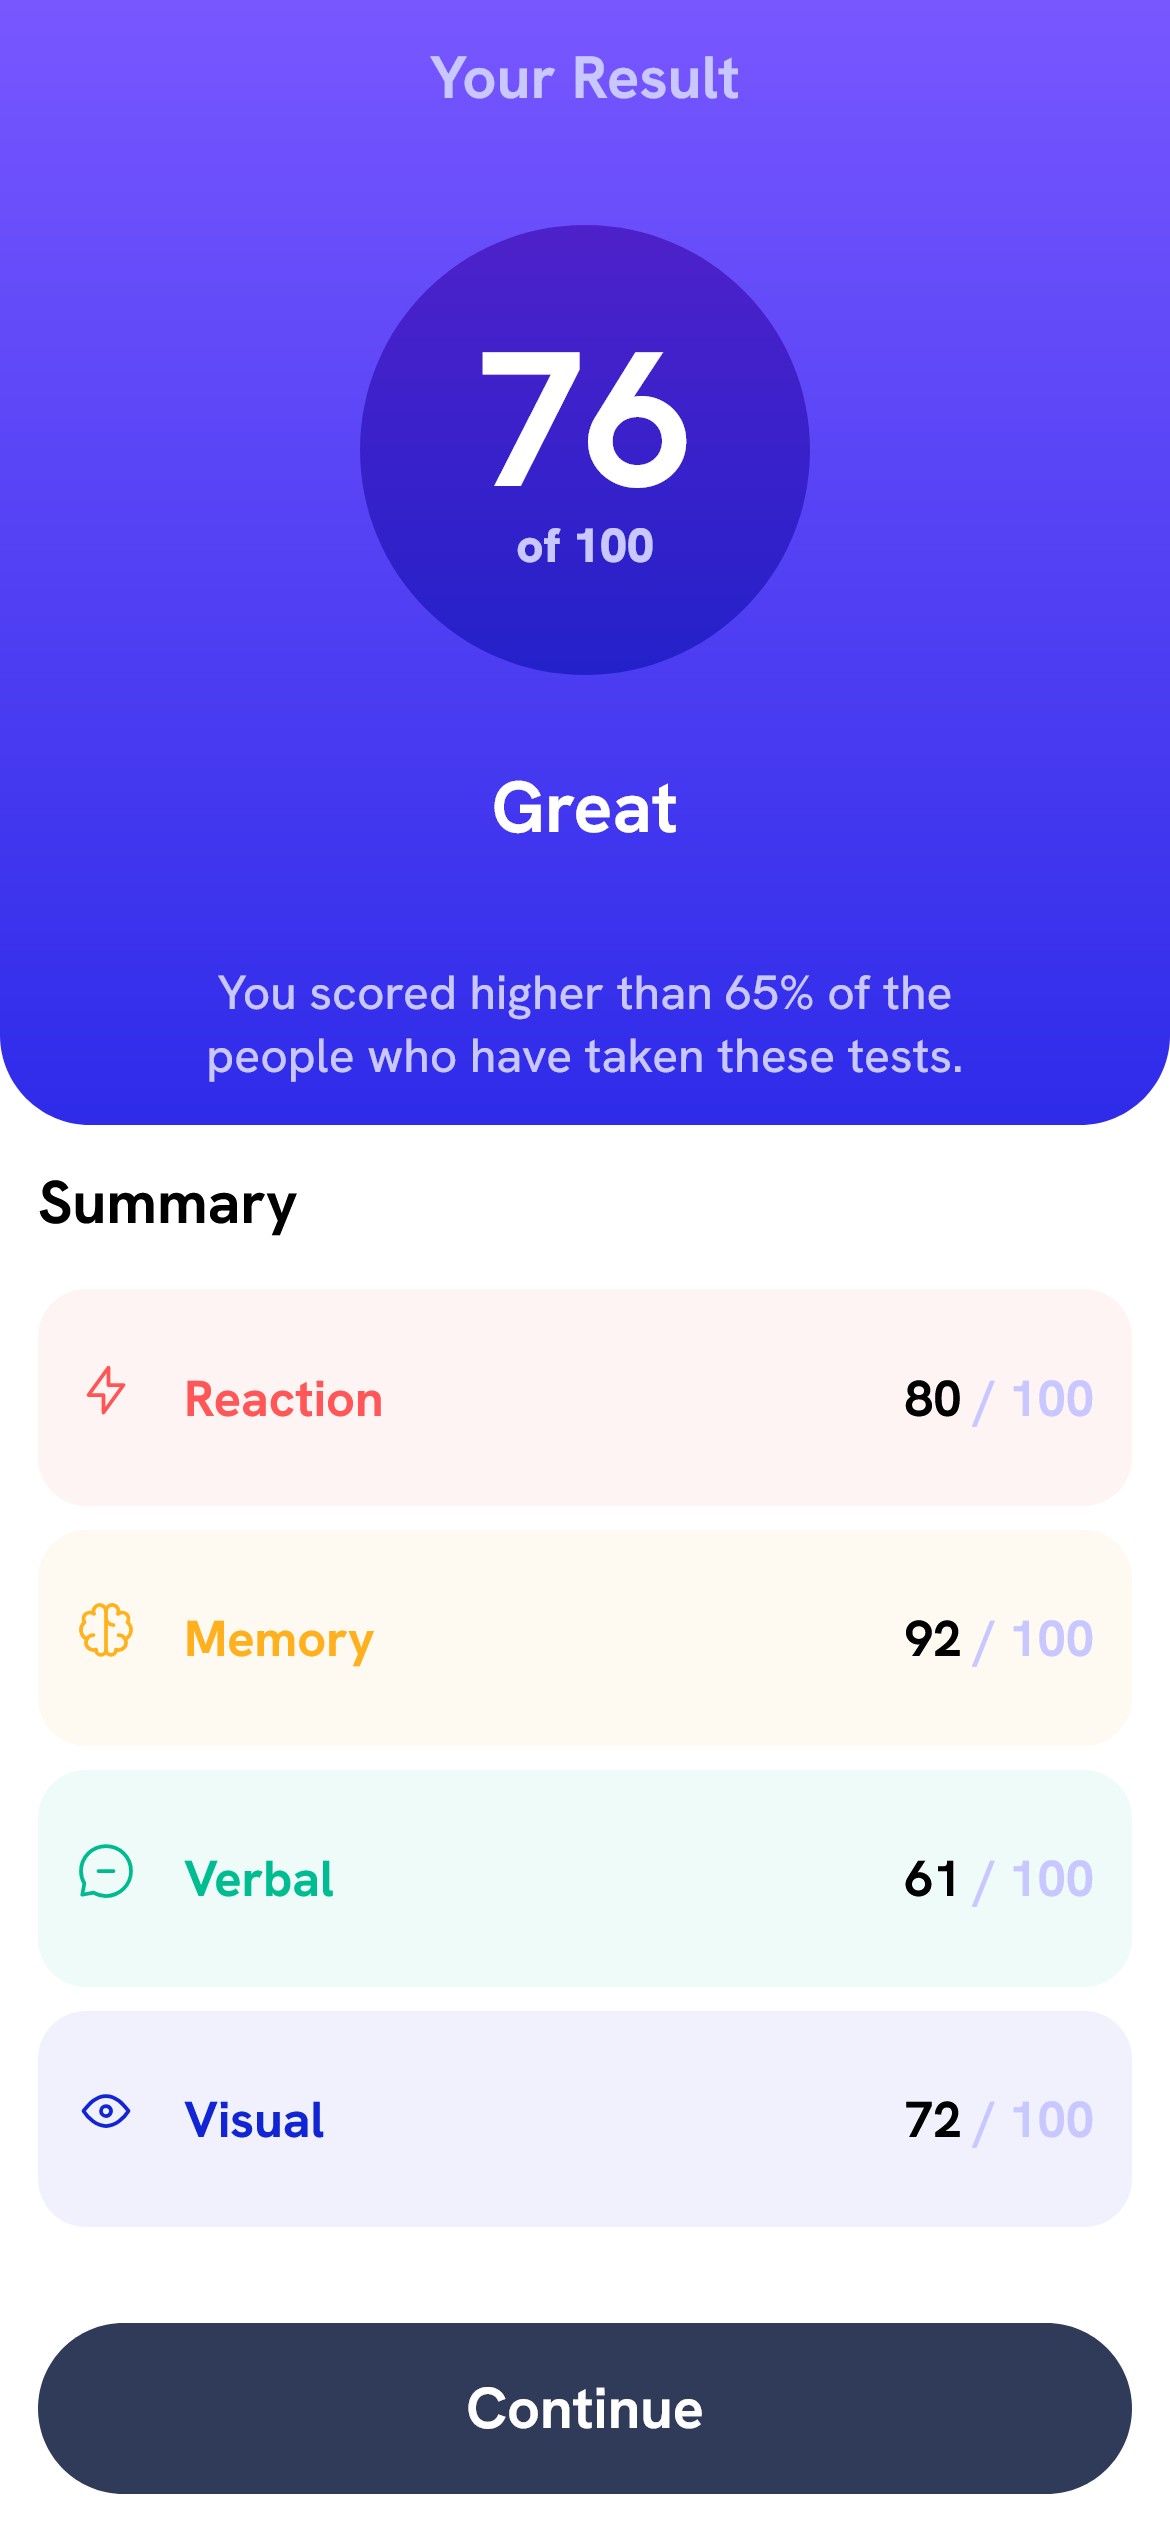 Your Result
76
of 100
Great
You scored higher than 65% of the
people who have taken these tests.
Summary
Reaction 80 / 100
Memory 92 / 100
Verbal 61 / 100
Visual 72 / 100
Continue